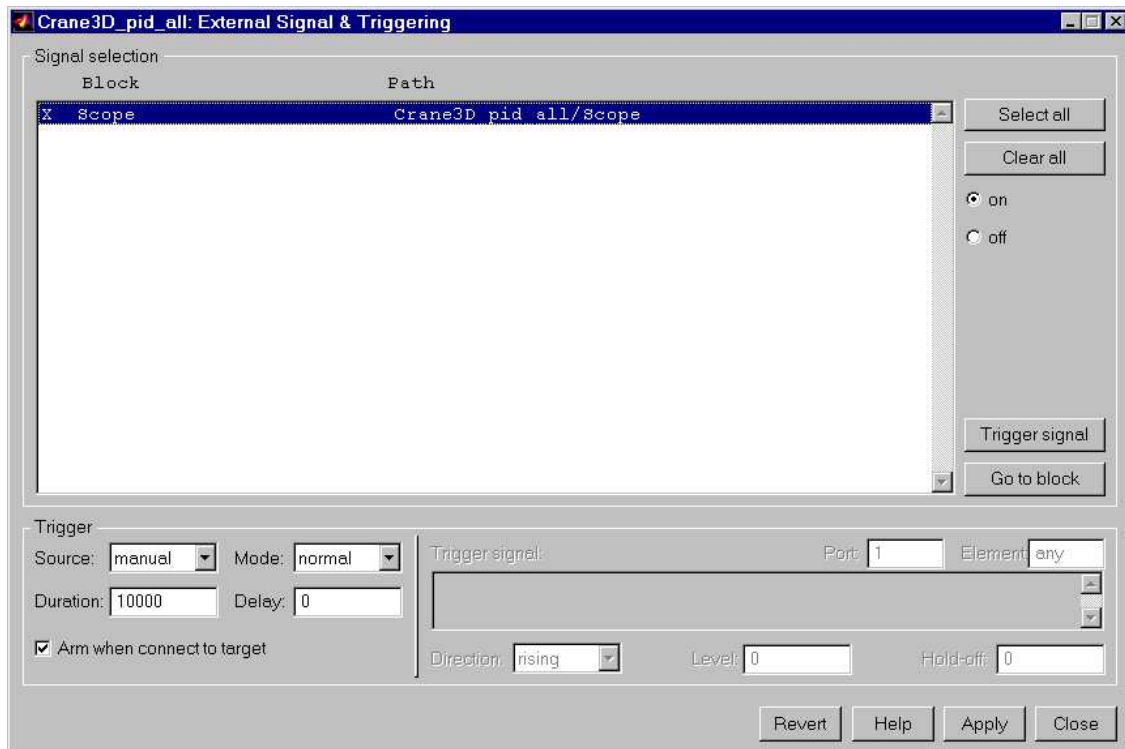 Crane3D_pid_all: External Signal & Triggering
Signal selection
Block Path
X Scope Crane3D pid all/Scope
Select all
Clear all
on
off
Trigger signal
Go to block
Trigger
Source: manual Mode: normal
Duration: 10000 Delay: 0
Arm when connect to target
Trigger signal: Port: 1 Element: any
Direction: rising Level: 0 Hold-off: 0
Revert Help Apply Close